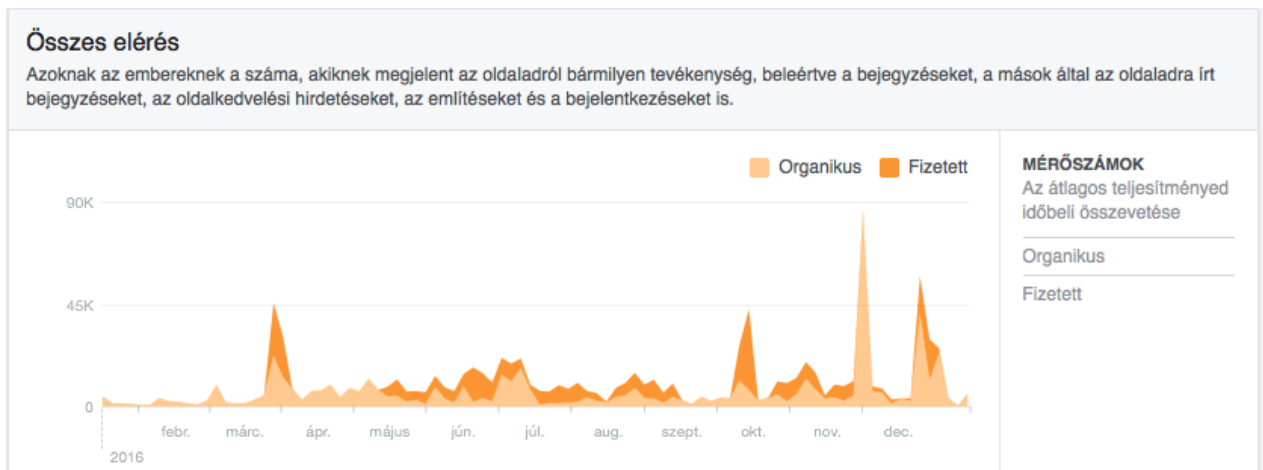 Összes elérés
Azoknak az embereknek a száma, akiknek megjelent az oldaladról bármilyen tevékenység, beleértve a bejegyzéseket, a mások által az oldaladra írt
bejegyzéseket, az oldalkedvelési hirdetéseket, az említéseket és a bejelentkezéseket is.
Organikus Fizetett
90K
45K
0
febr. márc. ápr. május jún. júl. aug. szept. okt. nov. dec.
2016
MÉRŐSZÁMOK
Az átlagos teljesítményed
időbeli összevetése
Organikus
Fizetett